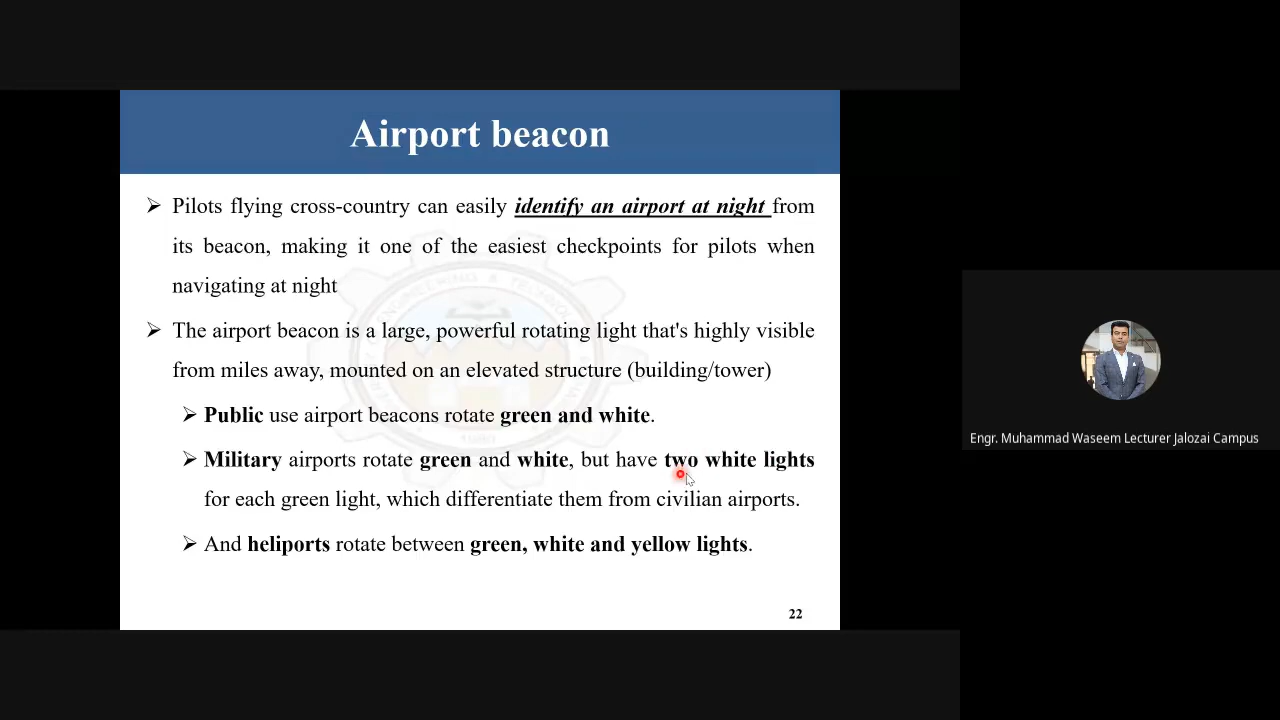 Airport beacon
➢ Pilots flying cross-country can easily identify an airport at night from
its beacon, making it one of the easiest checkpoints for pilots when
navigating at night
➢ The airport beacon is a large, powerful rotating light that's highly visible
from miles away, mounted on an elevated structure (building/tower)
➢ Public use airport beacons rotate green and white.
➢ Military airports rotate green and white, but have two white lights
for each green light, which differentiate them from civilian airports.
➢ And heliports rotate between green, white and yellow lights.
22
Engr. Muhammad Waseem Lecturer Jalozai Campus